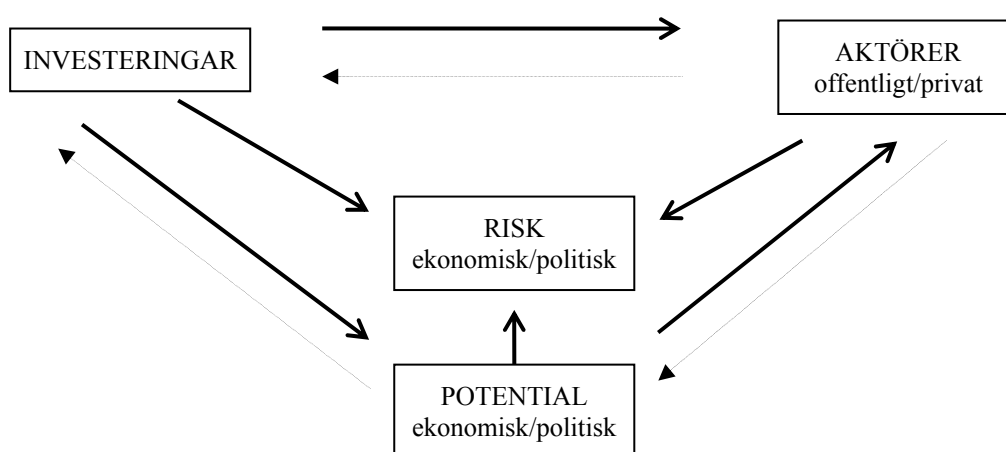 INVESTERINGAR
AKTÖRER
offentligt/privat
RISK
ekonomisk/politisk
POTENTIAL
ekonomisk/politisk